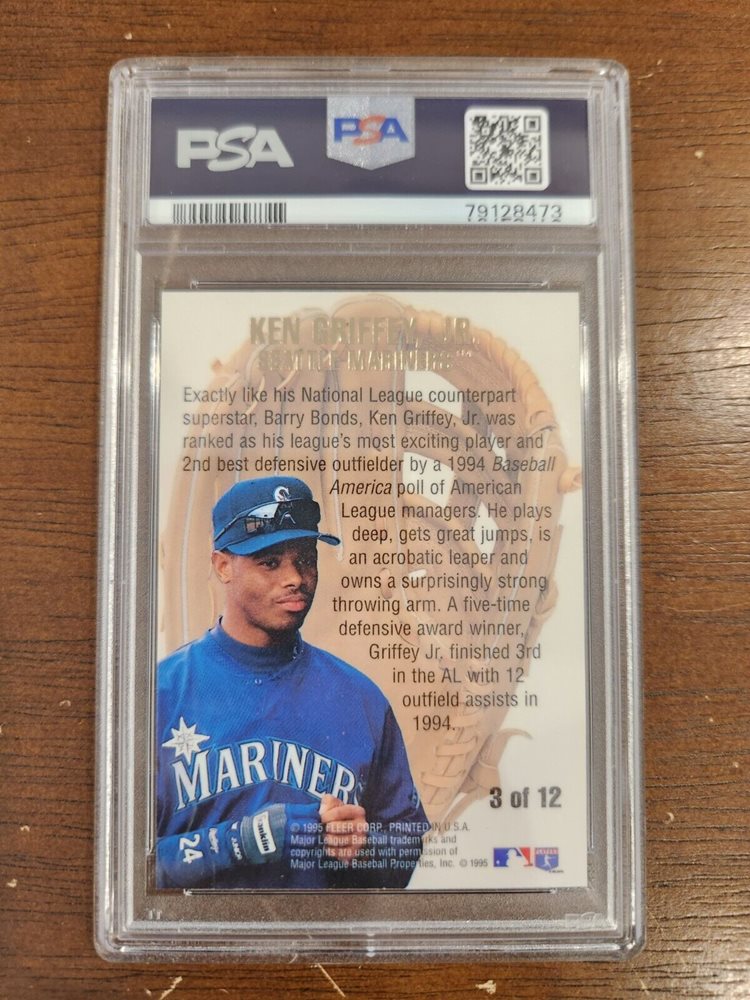 PSA PSA
79128473
KEN GRIFFEY, JR.
SEATTLE MARINERS™
Exactly like his National League counterpart
superstar, Barry Bonds, Ken Griffey, Jr. was
ranked as his league's most exciting player and
2nd best defensive outfielder by a 1994 Baseball
America poll of American
League managers. He plays
deep, gets great jumps, is
an acrobatic leaper and
owns a surprisingly strong
throwing arm. A five-time
defensive award winner,
Griffey Jr. finished 3rd
in the AL with 12
outfield assists in
1994.
MARINERS
3 of 12
24
Franklin
© 1995 FLEER CORP., PRINTED IN U.S.A.
Major League Baseball trademarks and
copyrights are used with permission of
Major League Baseball Properties, Inc. © 1995